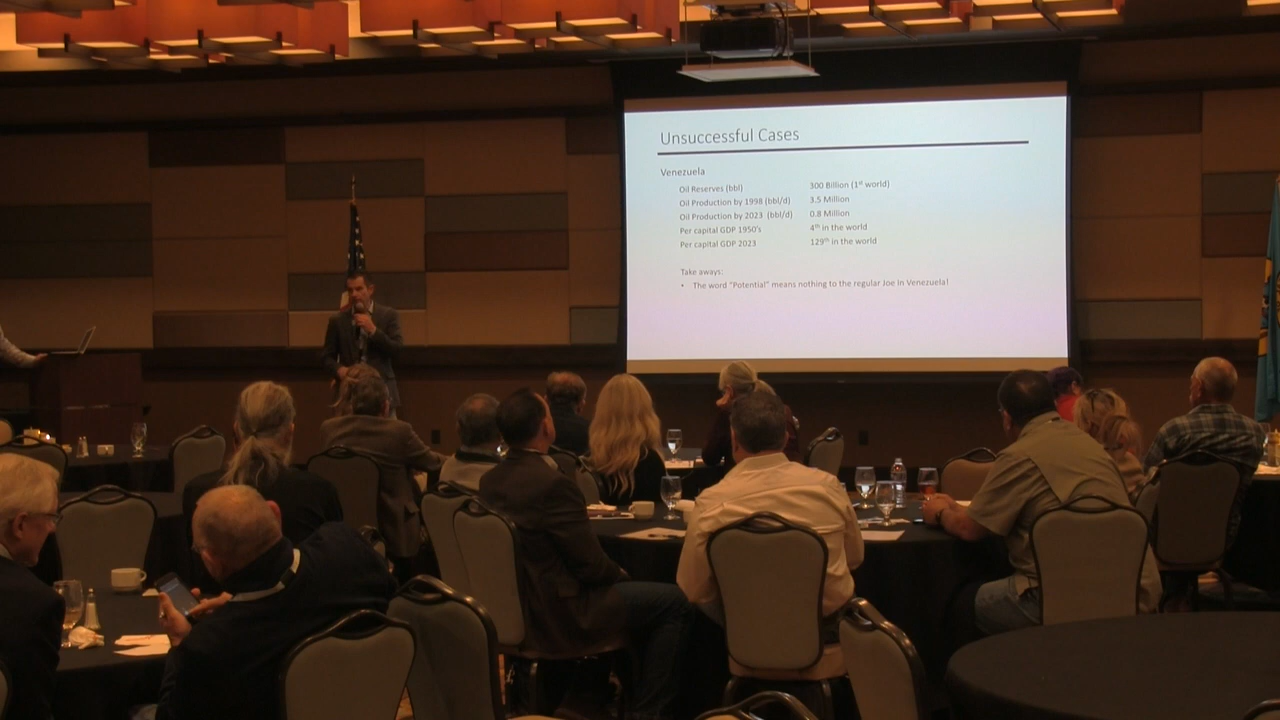 Unsuccessful Cases
Venezuela
Oil Reserves (bbl) 300 Billion (1st world)
Oil Production by 1998 (bbl/d) 3.5 Million
Oil Production by 2023 (bbl/d) 0.8 Million
Per capital GDP 1950's 4th in the world
Per capital GDP 2023 129th in the world
Take aways:
• The word "Potential" means nothing to the regular Joe in Venezuela!